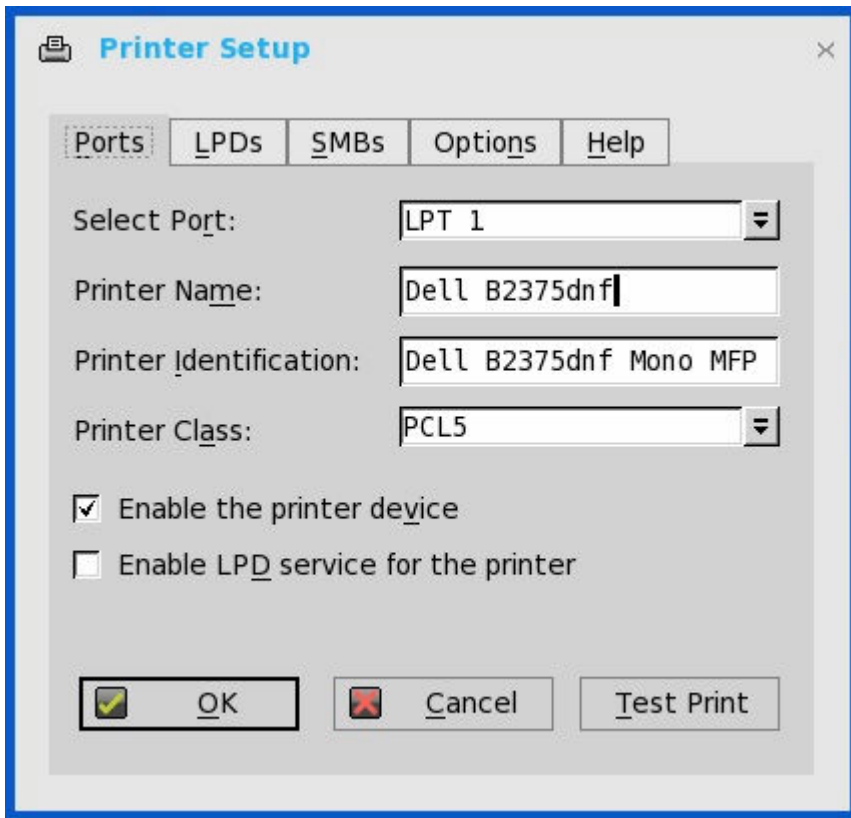 Printer Setup
Ports LPDs SMBs Options Help
Select Port: LPT 1
Printer Name: Dell B2375dnf
Printer Identification: Dell B2375dnf Mono MFP
Printer Class: PCL5
Enable the printer device
Enable LPD service for the printer
OK Cancel Test Print